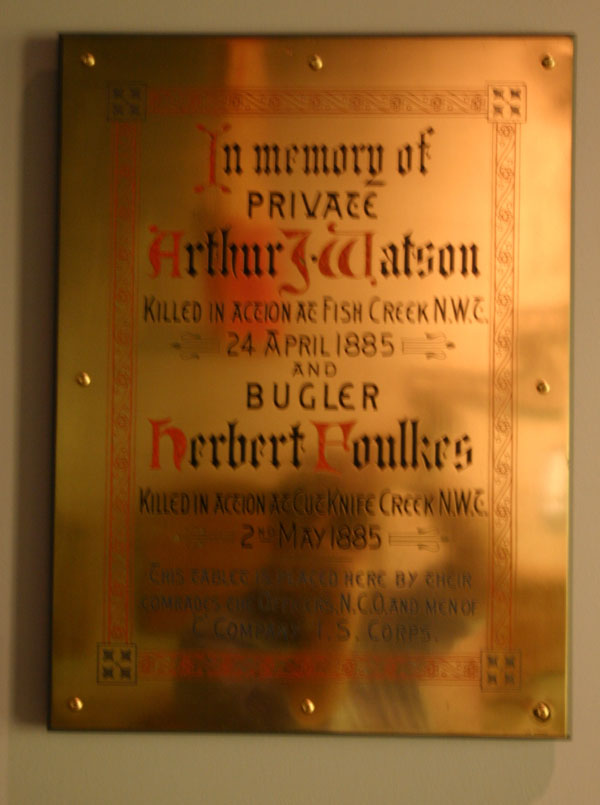 In memory of
PRIVATE
Arthur J. Watson
KILLED IN ACTION AT FISH CREEK N.W.T.
24 APRIL 1885
AND
BUGLER
Herbert Foulkes
KILLED IN ACTION AT CUT KNIFE CREEK N.W.T.
2ND MAY 1885
THIS TABLET IS PLACED HERE BY THEIR
COMRADES THE OFFICERS, N.C.O. AND MEN OF
C. COMPANY I. S. CORPS.